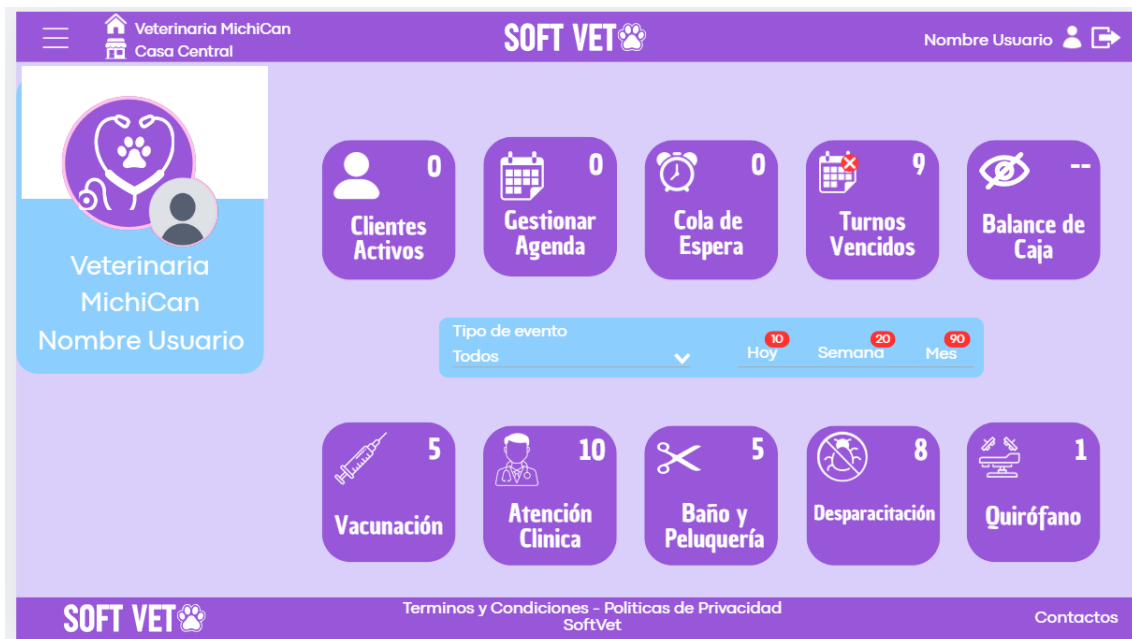 Veterinaria MichiCan
Casa Central
SOFT VET
Nombre Usuario
Veterinaria
MichiCan
Nombre Usuario
0
Clientes
Activos
0
Gestionar
Agenda
0
Cola de
Espera
9
Turnos
Vencidos
--
Balance de
Caja
Tipo de evento
Todos
10
Hoy
20
Semana
90
Mes
5
Vacunación
10
Atención
Clinica
5
Baño y
Peluquería
8
Desparacitación
1
Quirófano
SOFT VET
Terminos y Condiciones - Politicas de Privacidad
SoftVet
Contactos